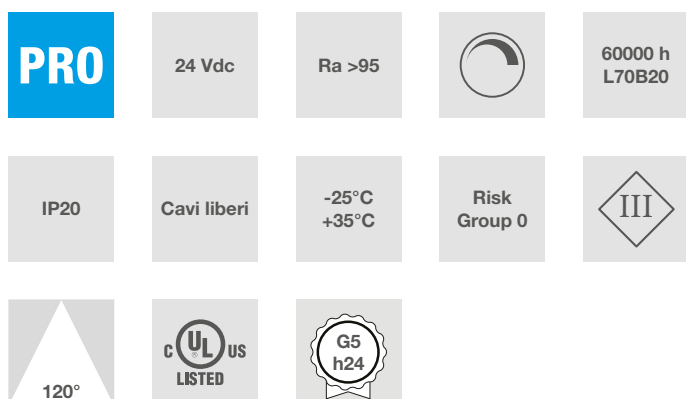 PRO
24 Vdc
Ra >95
60000 h
L70B20
IP20
Cavi liberi
-25°C
+35°C
Risk
Group 0
III
120°
C UL US
®
LISTED
G5
h24